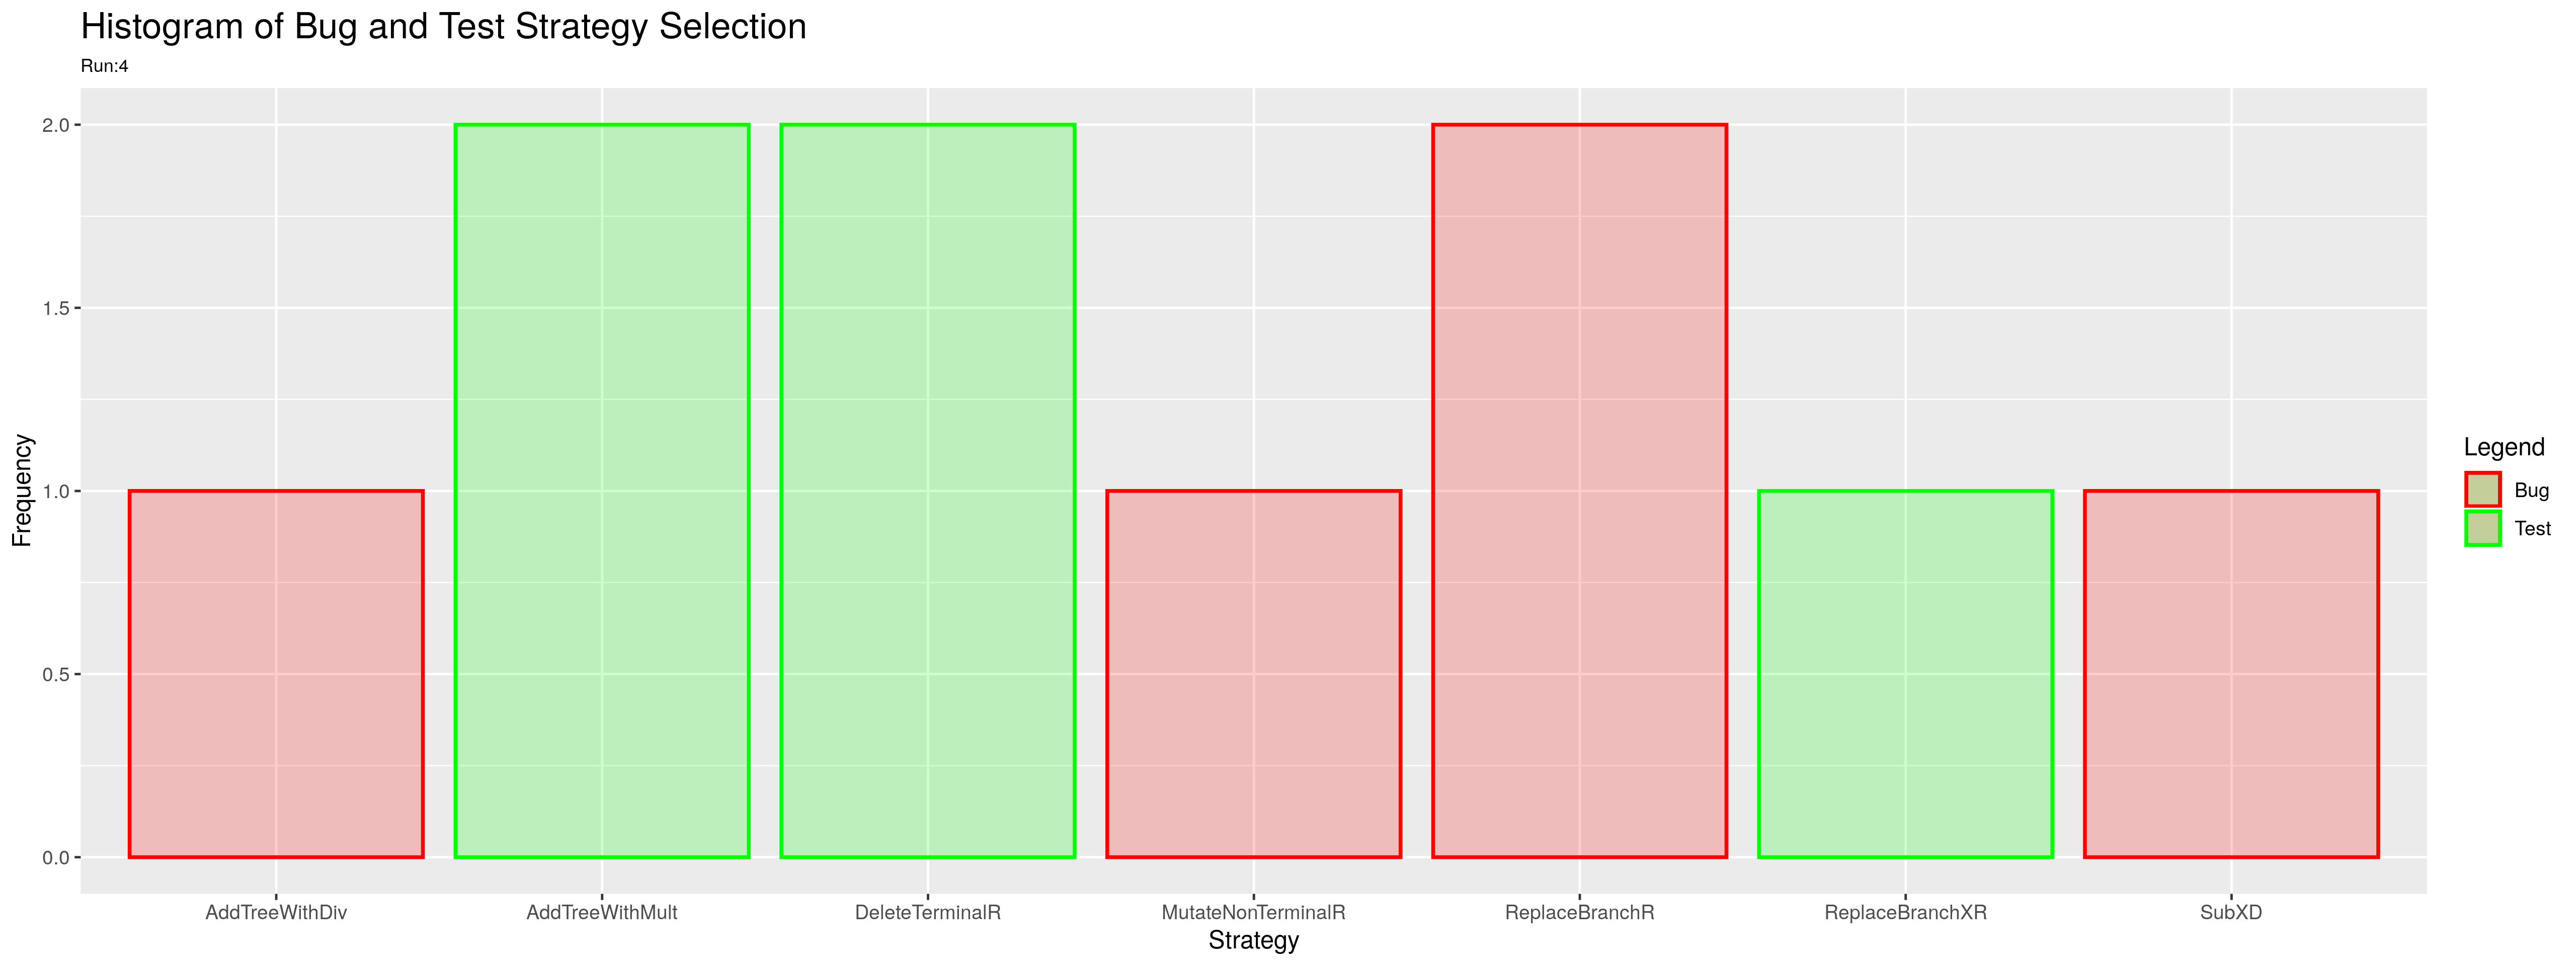 Histogram of Bug and Test Strategy Selection
Run:4
Frequency
2.0
1.5
1.0
0.5
0.0
AddTreeWithDiv AddTreeWithMult DeleteTerminalR MutateNonTerminalR ReplaceBranchR ReplaceBranchXR SubXD
Strategy
Legend
Bug
Test